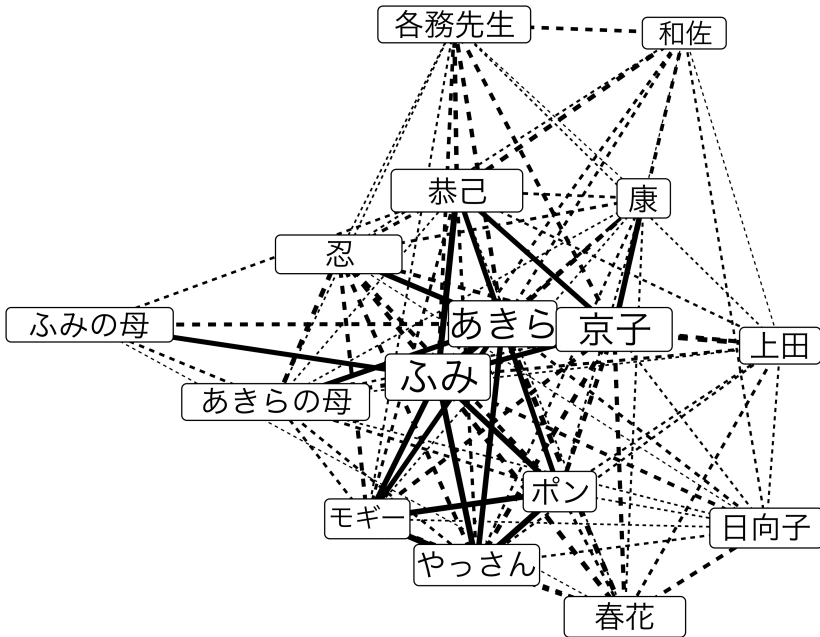 各務先生
和佐
恭己
康
忍
あきら
京子
ふみの母
上田
ふみ
あきらの母
ポン
モギー
日向子
やっさん
春花